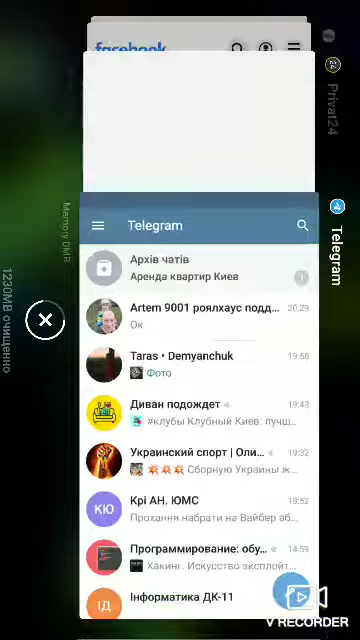 facebook
24
Privat24
Telegram
Memory DMR
1230MB очищенно
Telegram
Архів чатів
Аренда квартир Киев
1
Artem 9001 роялхаус подд...
20:29
Ок
Taras • Demyanchuk
19:58
Фото
Диван подождет
19:43
#клубы Клубный Киев: лучш...
Украинский спорт | Оли...
19:32
Сборную Украины ж...
КЮ
Крі АН. ЮМС
18:52
Прохання набрати на Вайбер аб...
Программирование: обу...
14:59
Хакинг. Искусство эксплойт...
ІД
Інформатика ДК-11
V RECORDER